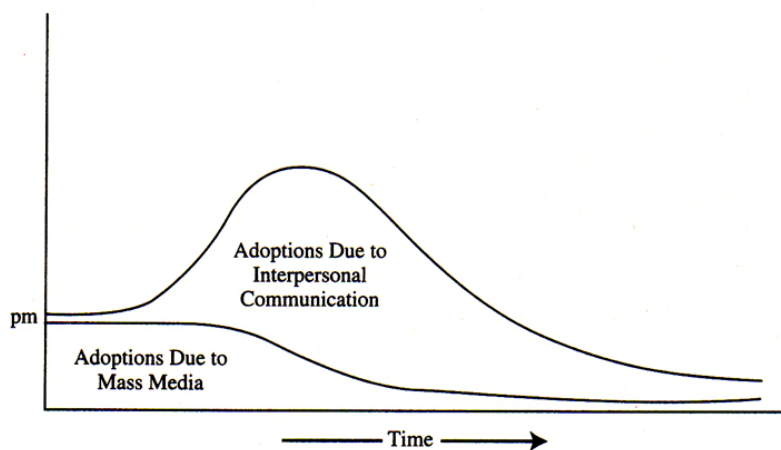 Adoptions Due to
Interpersonal
Communication
pm
Adoptions Due to
Mass Media
Time